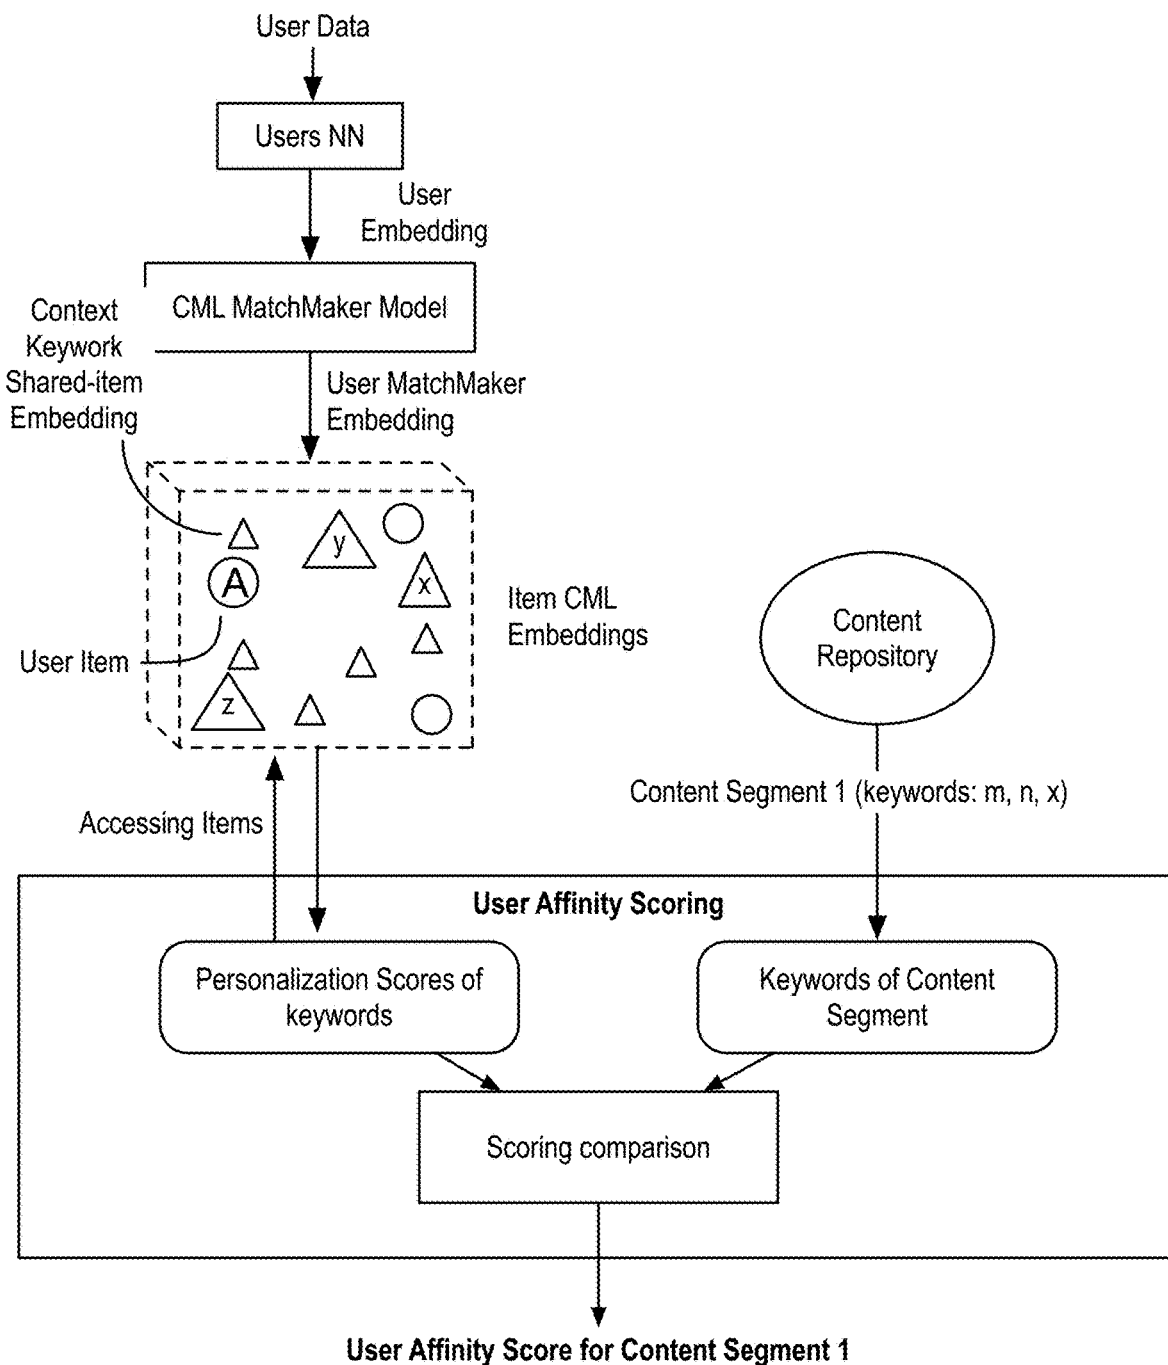 User Data
Users NN
User
Embedding
CML MatchMaker Model
Context
Keywork
Shared-item
Embedding
User MatchMaker
Embedding
y
x
A
z
Item CML
Embeddings
User Item
Content
Repository
Content Segment 1 (keywords: m, n, x)
Accessing Items
User Affinity Scoring
Personalization Scores of
keywords
Keywords of Content
Segment
Scoring comparison
User Affinity Score for Content Segment 1